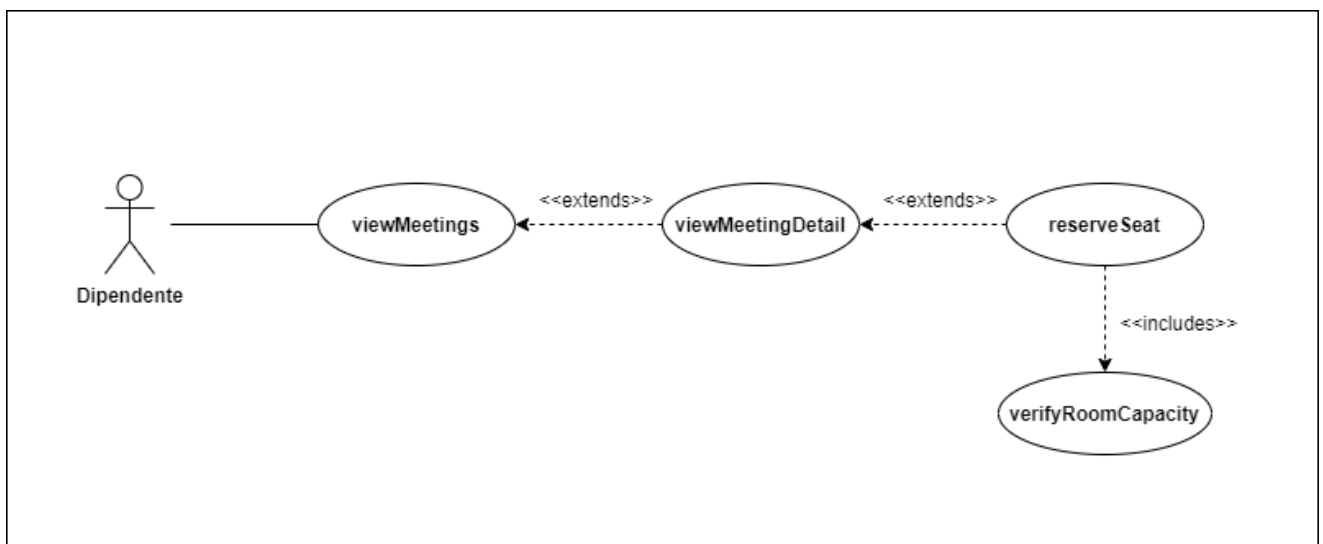 <<extends>>
<<extends>>
viewMeetings
viewMeetingDetail
reserveSeat
Dipendente
<<includes>>
verifyRoomCapacity